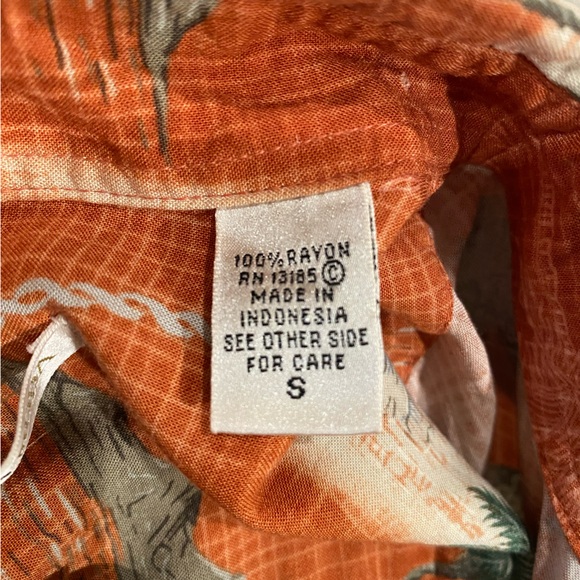 100% RAYON
RN 13185 ©
MADE IN
INDONESIA
SEE OTHER SIDE
FOR CARE
S